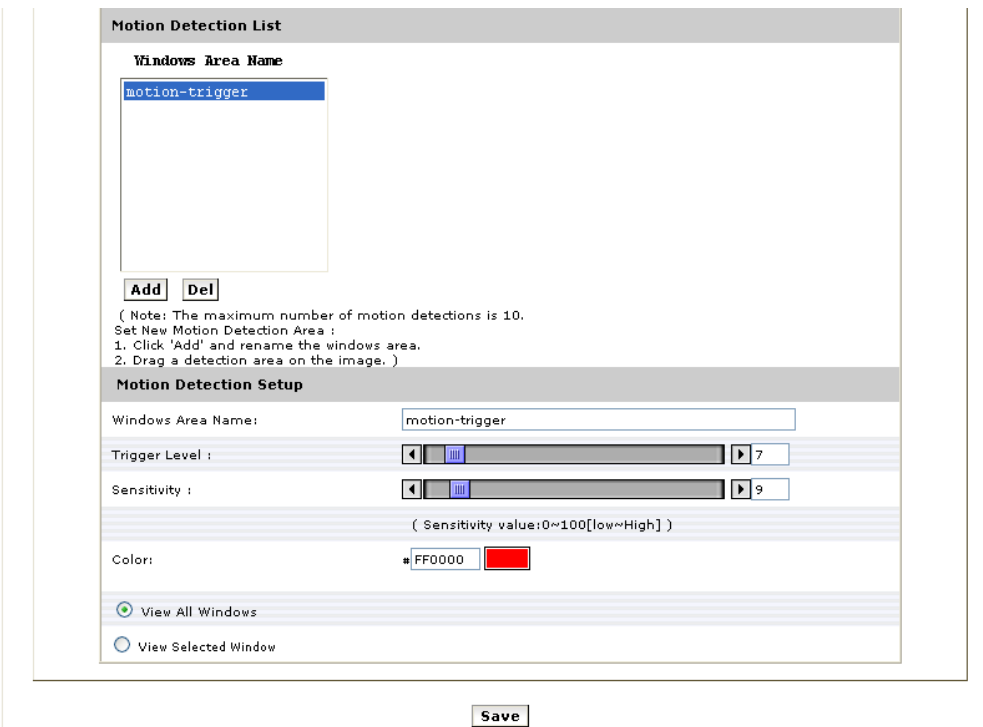 Motion Detection List
Windows Area Name
motion-trigger
Add Del
( Note: The maximum number of motion detections is 10.
Set New Motion Detection Area :
1. Click 'Add' and rename the windows area.
2. Drag a detection area on the image. )
Motion Detection Setup
Windows Area Name: motion-trigger
Trigger Level : 7
Sensitivity : 9
( Sensitivity value:0~100[low~High] )
Color: #FF0000
View All Windows
View Selected Window
Save